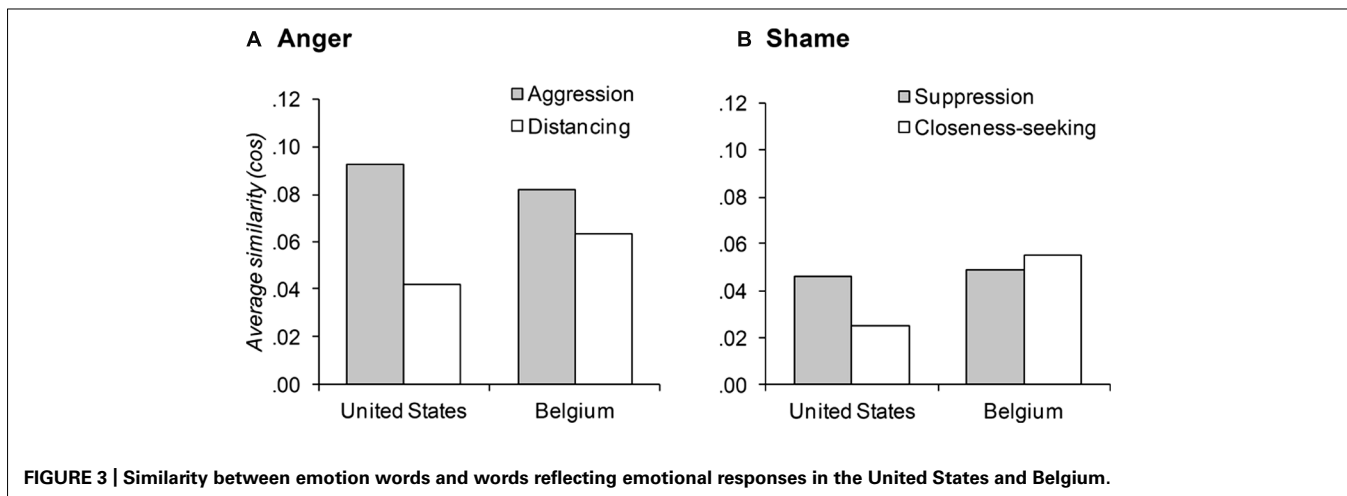 A Anger
Aggression
Distancing
Average similarity (cos)
.12
.10
.08
.06
.04
.02
.00
United States Belgium
B Shame
Suppression
Closeness-seeking
.12
.10
.08
.06
.04
.02
.00
United States Belgium
FIGURE 3 | Similarity between emotion words and words reflecting emotional responses in the United States and Belgium.